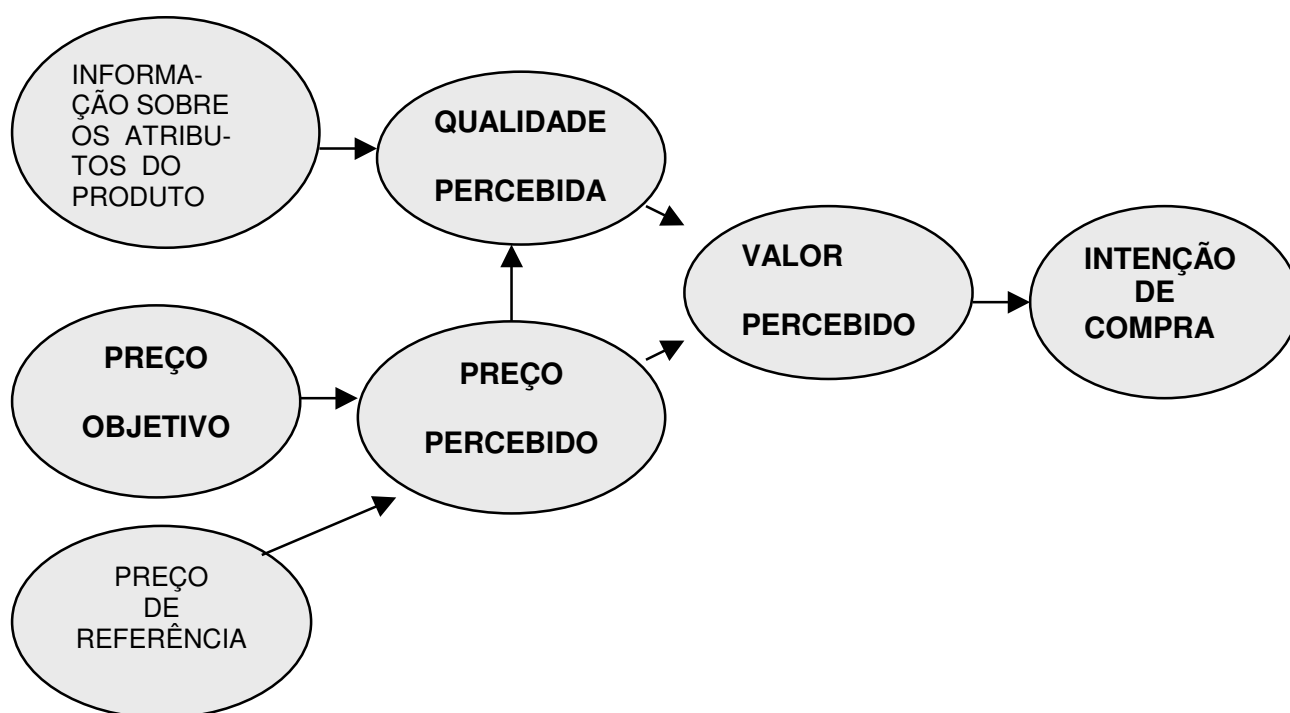 INFORMA-
ÇÃO SOBRE
OS ATRIBU-
TOS DO
PRODUTO
QUALIDADE
PERCEBIDA
VALOR
PERCEBIDO
INTENÇÃO
DE
COMPRA
PREÇO
OBJETIVO
PREÇO
PERCEBIDO
PREÇO
DE
REFERÊNCIA